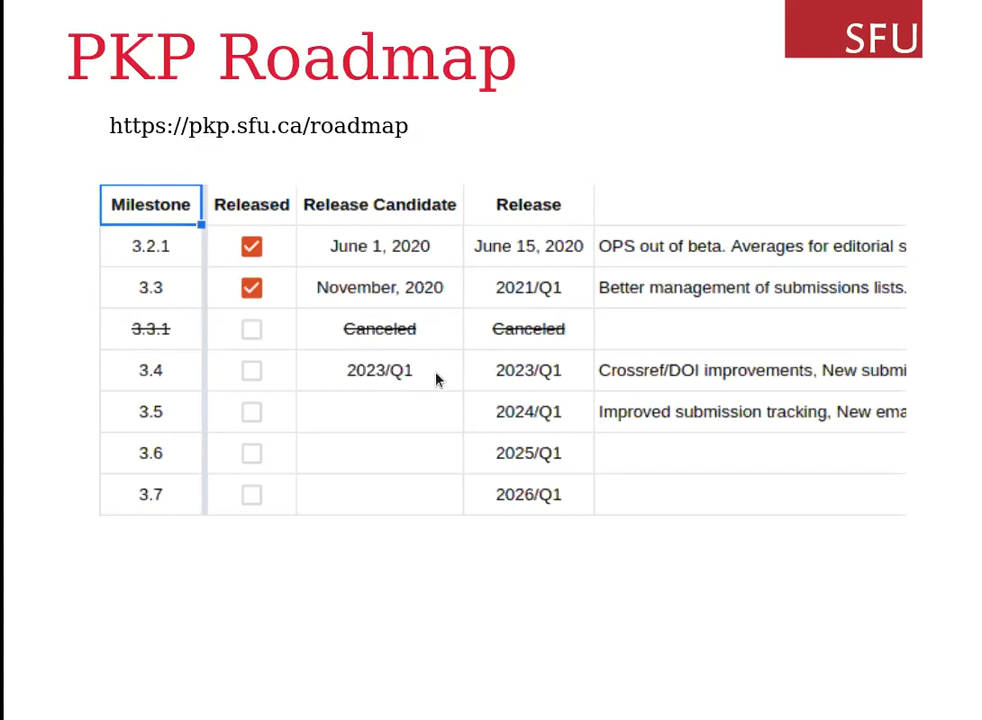 PKP Roadmap
SFU
https://pkp.sfu.ca/roadmap
Milestone Released Release Candidate Release
3.2.1 June 1, 2020 June 15, 2020 OPS out of beta. Averages for editorial s
3.3 November, 2020 2021/Q1 Better management of submissions lists.
3.3.1 Canceled Canceled
3.4 2023/Q1 2023/Q1 Crossref/DOI improvements, New submi
3.5 2024/Q1 Improved submission tracking, New ema
3.6 2025/Q1
3.7 2026/Q1